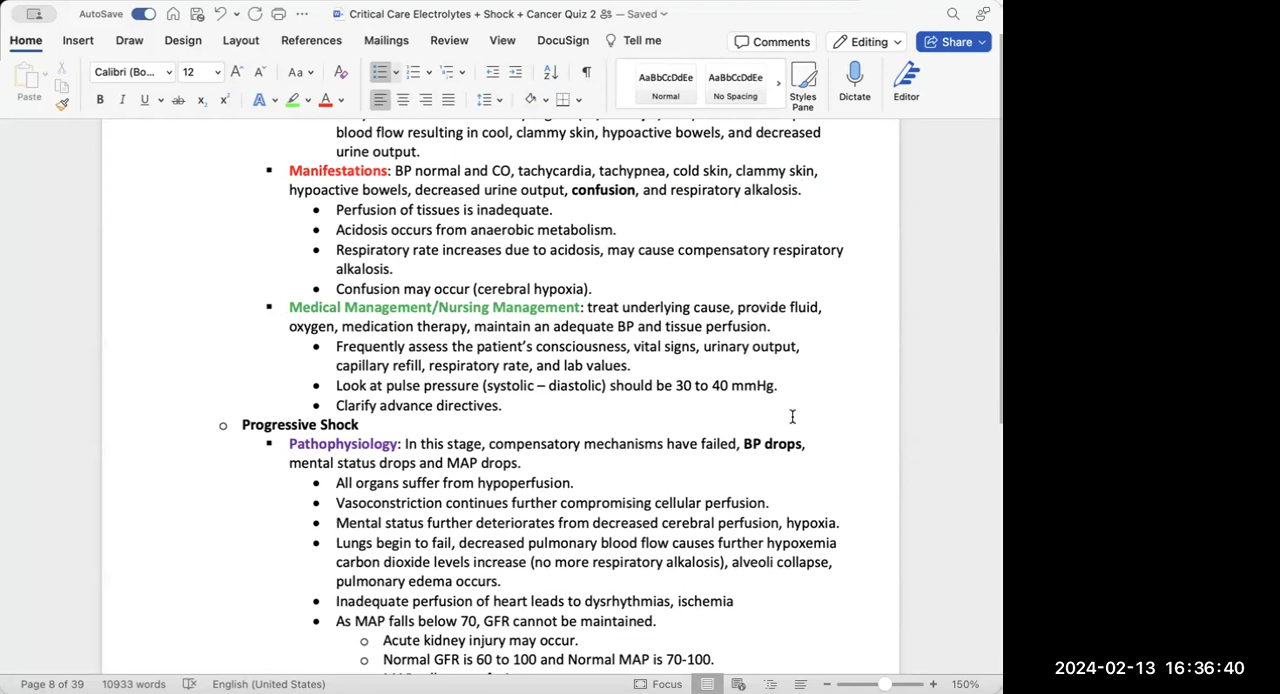 AutoSave
Critical Care Electrolytes + Shock + Cancer Quiz 2 — Saved
Home Insert Draw Design Layout References Mailings Review View DocuSign Tell me Comments Editing Share
Paste
Calibri (Bo... 12
AaBbCcDdEe AaBbCcDdEe
Normal No Spacing
Styles Pane Dictate Editor
blood flow resulting in cool, clammy skin, hypoactive bowels, and decreased
urine output.
▪ Manifestations: BP normal and CO, tachycardia, tachypnea, cold skin, clammy skin,
hypoactive bowels, decreased urine output, confusion, and respiratory alkalosis.
• Perfusion of tissues is inadequate.
• Acidosis occurs from anaerobic metabolism.
• Respiratory rate increases due to acidosis, may cause compensatory respiratory
alkalosis.
• Confusion may occur (cerebral hypoxia).
▪ Medical Management/Nursing Management: treat underlying cause, provide fluid,
oxygen, medication therapy, maintain an adequate BP and tissue perfusion.
• Frequently assess the patient's consciousness, vital signs, urinary output,
capillary refill, respiratory rate, and lab values.
• Look at pulse pressure (systolic – diastolic) should be 30 to 40 mmHg.
• Clarify advance directives.
o Progressive Shock
▪ Pathophysiology: In this stage, compensatory mechanisms have failed, BP drops,
mental status drops and MAP drops.
• All organs suffer from hypoperfusion.
• Vasoconstriction continues further compromising cellular perfusion.
• Mental status further deteriorates from decreased cerebral perfusion, hypoxia.
• Lungs begin to fail, decreased pulmonary blood flow causes further hypoxemia
carbon dioxide levels increase (no more respiratory alkalosis), alveoli collapse,
pulmonary edema occurs.
• Inadequate perfusion of heart leads to dysrhythmias, ischemia
• As MAP falls below 70, GFR cannot be maintained.
o Acute kidney injury may occur.
o Normal GFR is 60 to 100 and Normal MAP is 70-100.
Page 8 of 39 10933 words English (United States) Focus 150%
2024-02-13 16:36:40